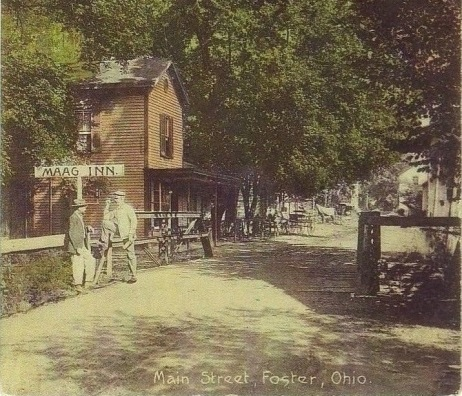 MAAG INN.
Main Street, Foster, Ohio.